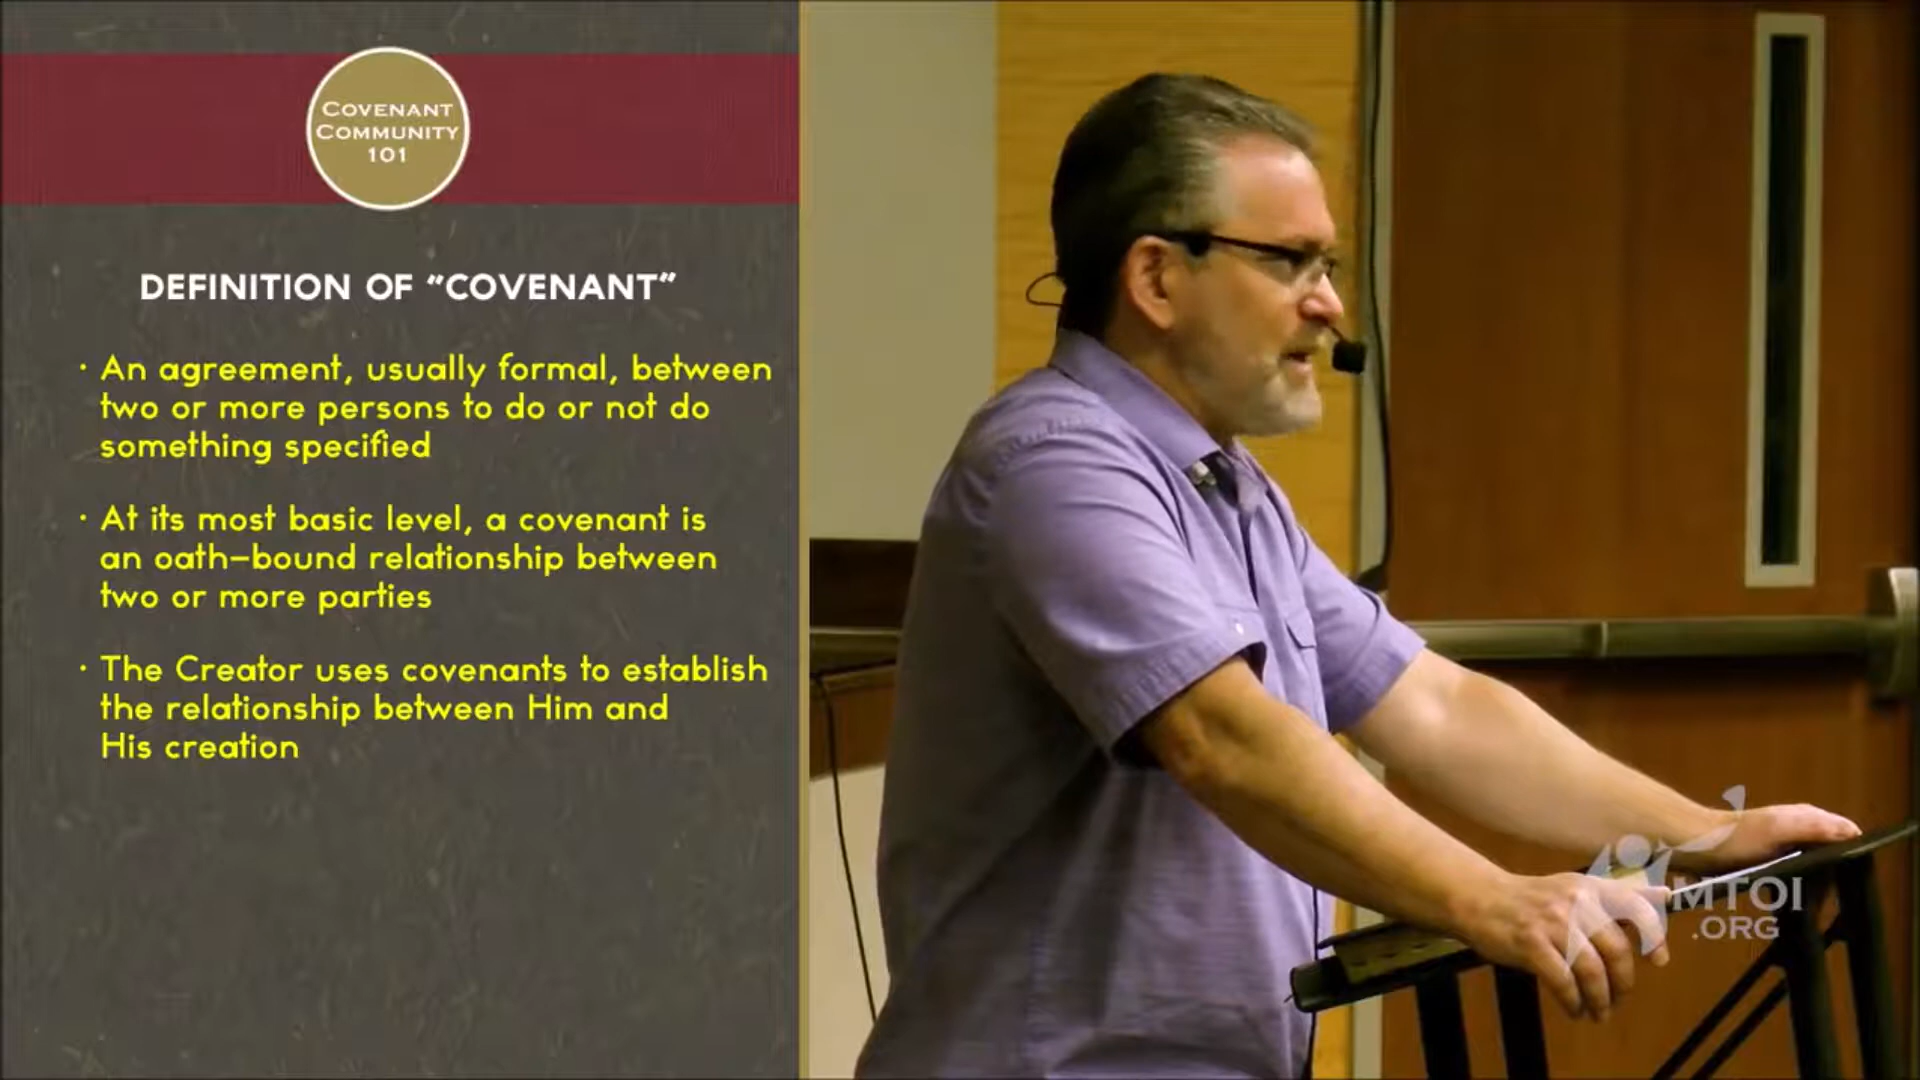 COVENANT
COMMUNITY
101
DEFINITION OF “COVENANT”
· An agreement, usually formal, between
two or more persons to do or not do
something specified
· At its most basic level, a covenant is
an oath-bound relationship between
two or more parties
· The Creator uses covenants to establish
the relationship between Him and
His creation
MTOI
.ORG